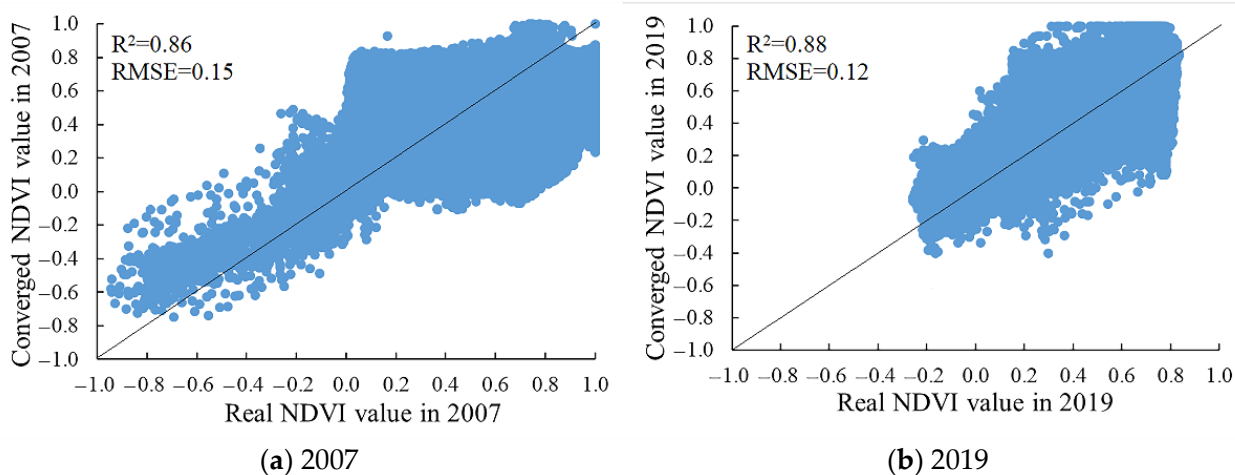 R²=0.86
RMSE=0.15
1.0
0.8
0.6
0.4
0.2
0.0
−0.2
−0.4
−0.6
−0.8
−1.0
Converged NDVI value in 2007
−1.0 −0.8 −0.6 −0.4 −0.2 0.0 0.2 0.4 0.6 0.8 1.0
Real NDVI value in 2007
(a) 2007
R²=0.88
RMSE=0.12
1.0
0.8
0.6
0.4
0.2
0.0
−0.2
−0.4
−0.6
−0.8
−1.0
Converged NDVI value in 2019
−1.0 −0.8 −0.6 −0.4 −0.2 0.0 0.2 0.4 0.6 0.8 1.0
Real NDVI value in 2019
(b) 2019